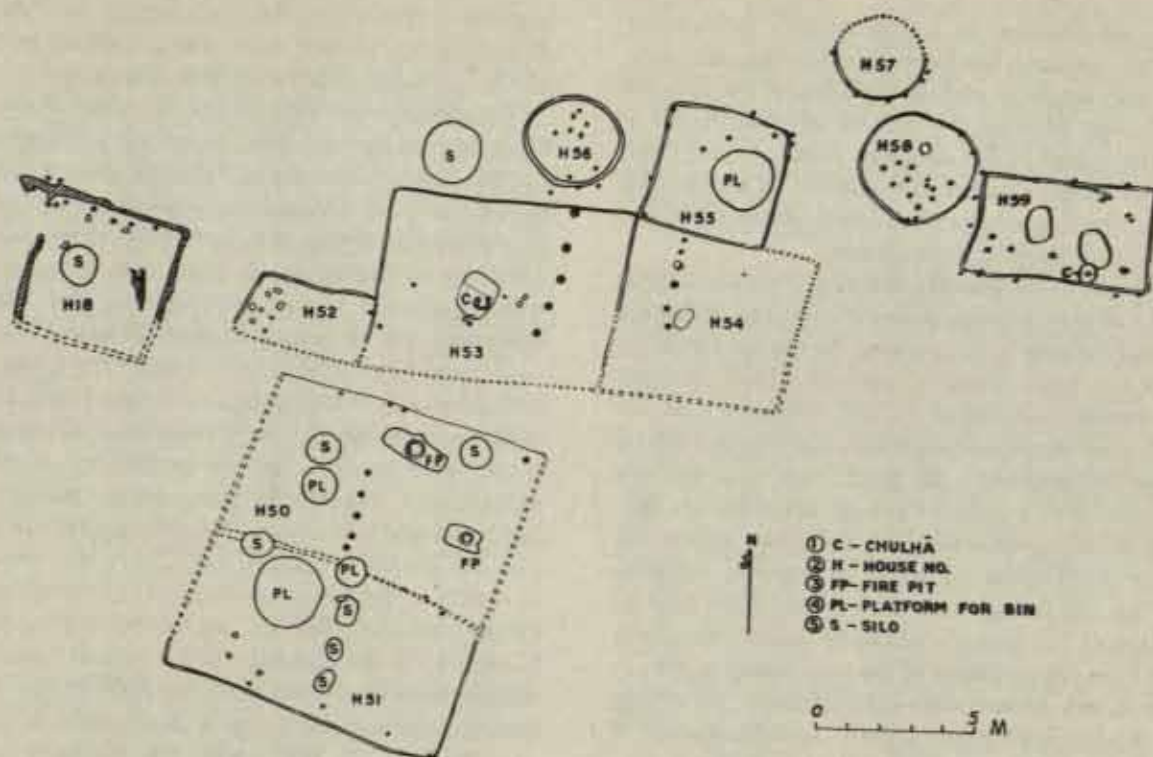 H57
S
H56
H58
PL
H59
H55
S
H18
C&S
C
H52
H54
H53
S
FP
S
PL
H50
S
FP
PL
PL
S
S
S
H51
N
① C - CHULHĀ
② H - HOUSE NO.
③ FP - FIRE PIT
④ PL - PLATFORM FOR BIN
⑤ S - SILO
0 5 M